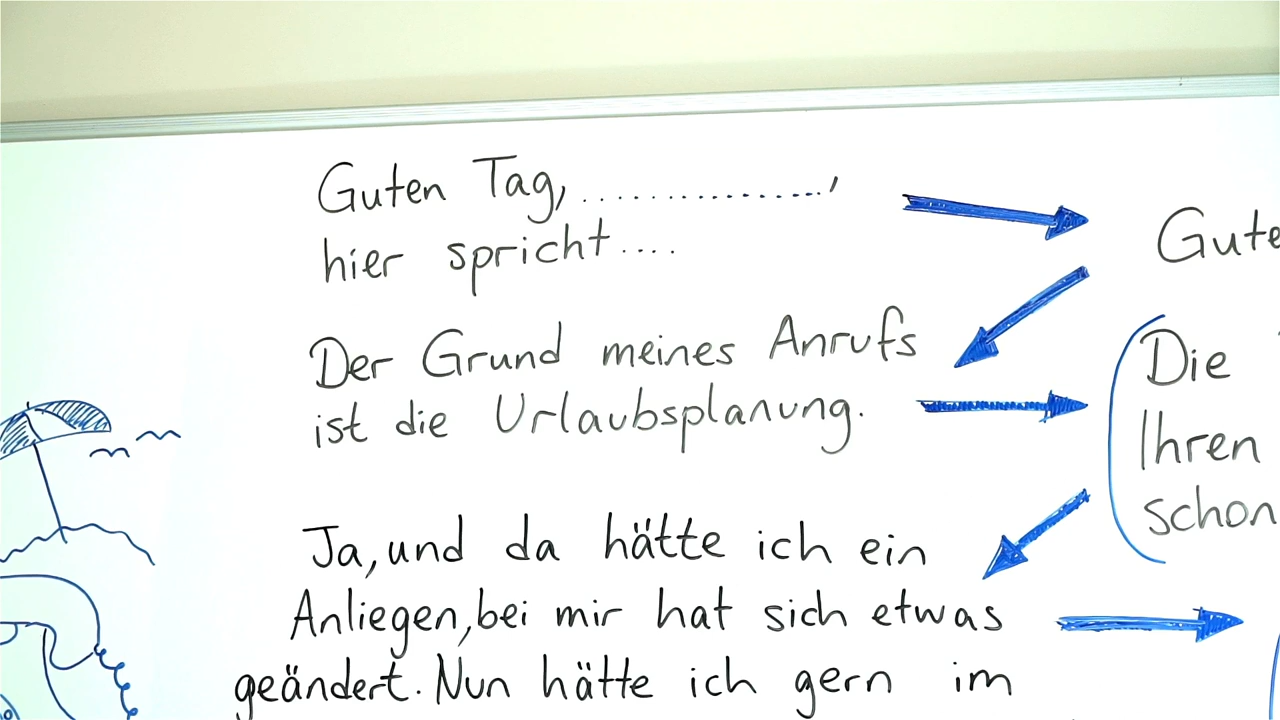 Guten Tag, ................,
hier spricht ....
Der Grund meines Anrufs
ist die Urlaubsplanung.
Ja, und da hätte ich ein
Anliegen, bei mir hat sich etwas
geändert. Nun hätte ich gern im
Gute
Die
Ihren
schon